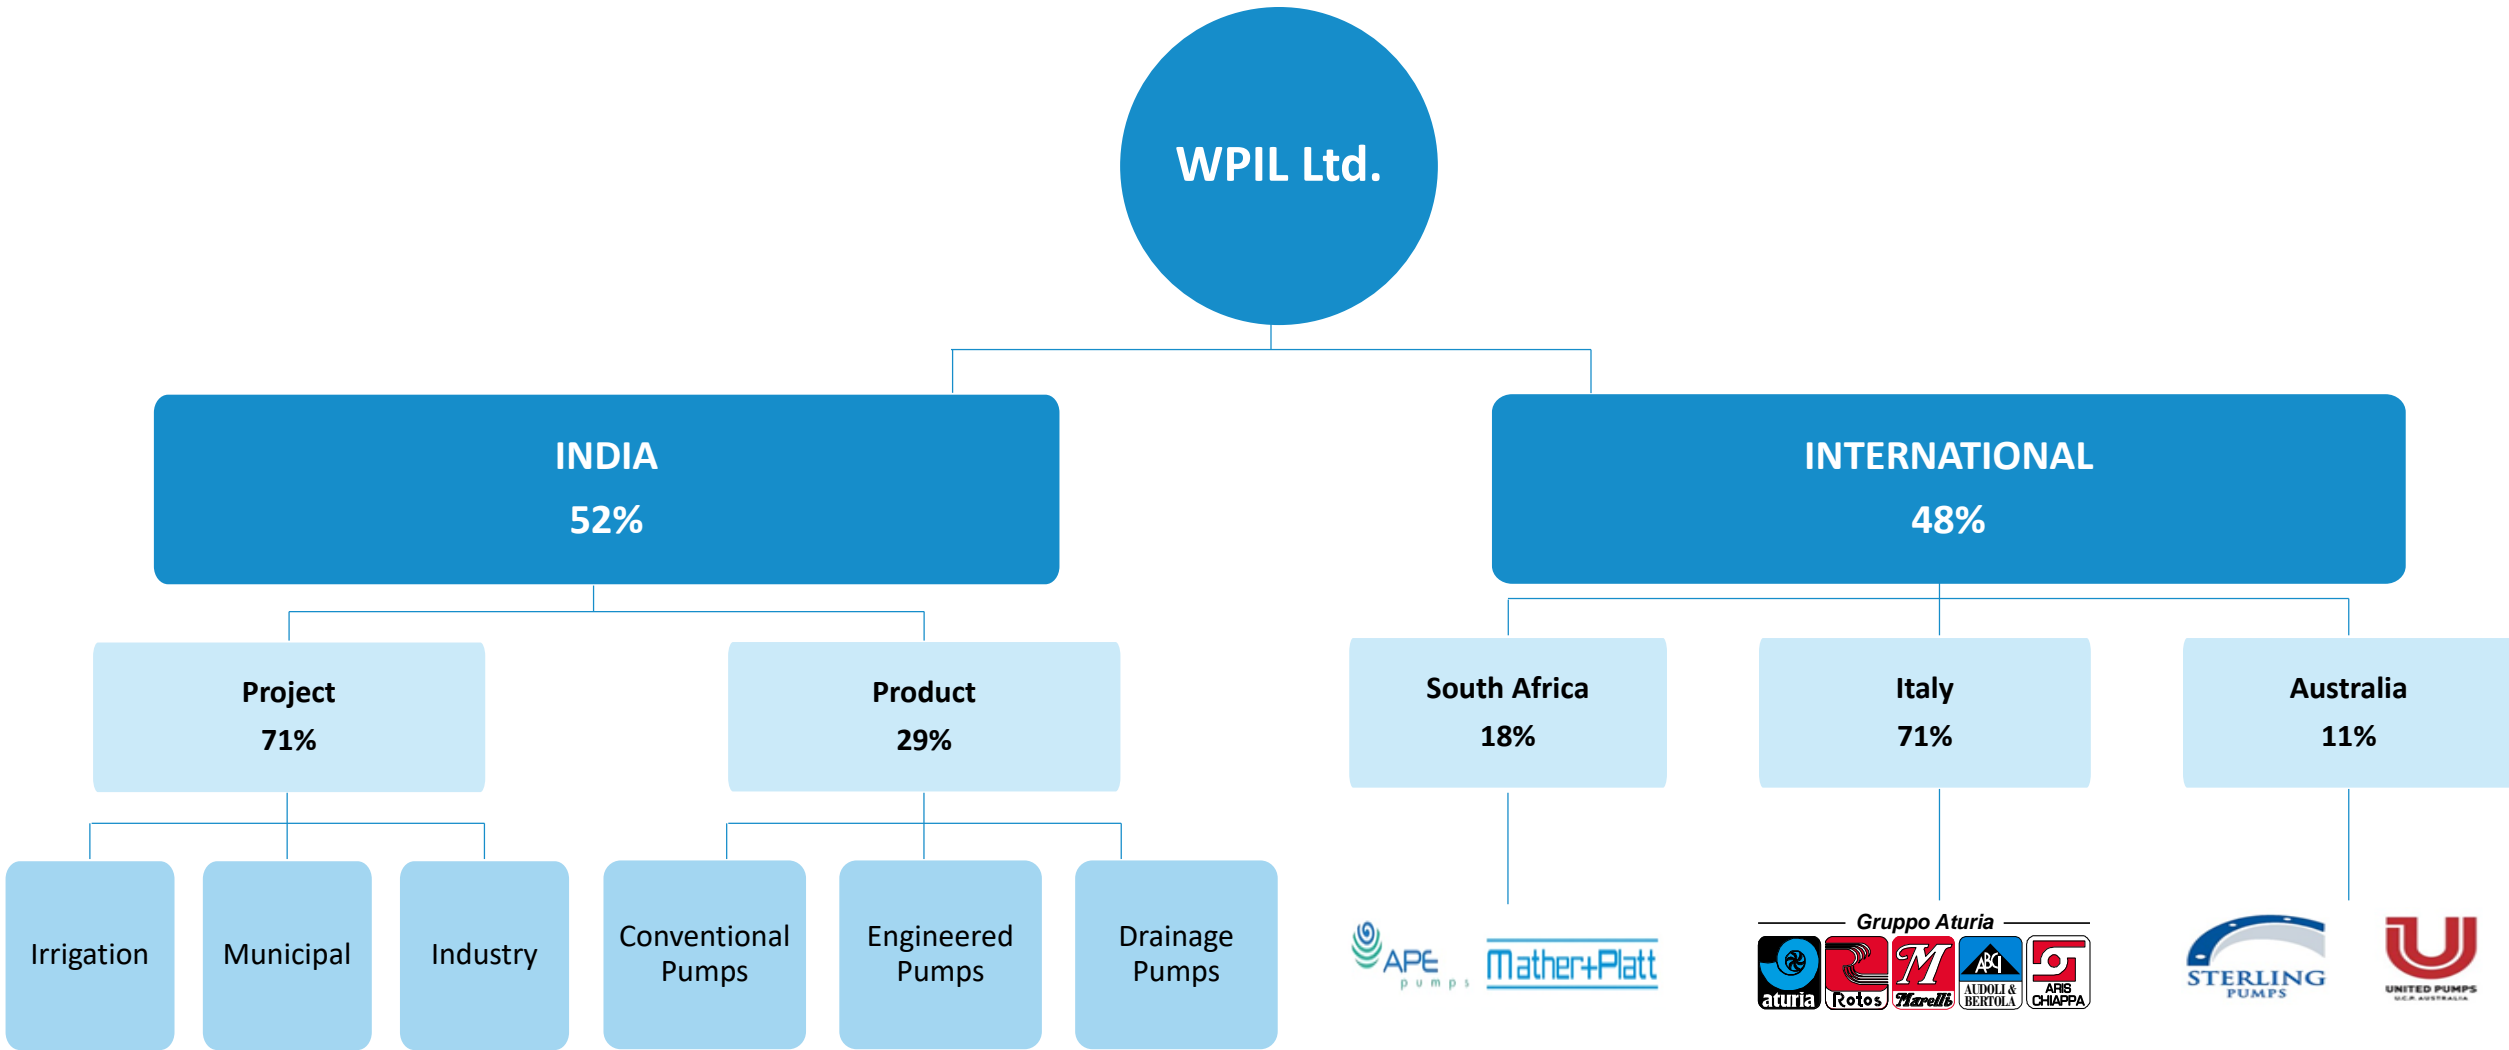 WPIL Ltd.
INDIA
52%
INTERNATIONAL
48%
Project
71%
Product
29%
South Africa
18%
Italy
71%
Australia
11%
Irrigation
Municipal
Industry
Conventional
Pumps
Engineered
Pumps
Drainage
Pumps
APE
pumps
Mather+Platt
Gruppo Aturia
aturia
Rotos
M
Marelli
ABCI
AUDOLI &
BERTOLA
ARIS
CHIAPPA
STERLING
PUMPS
UNITED PUMPS
U.C.P. AUSTRALIA